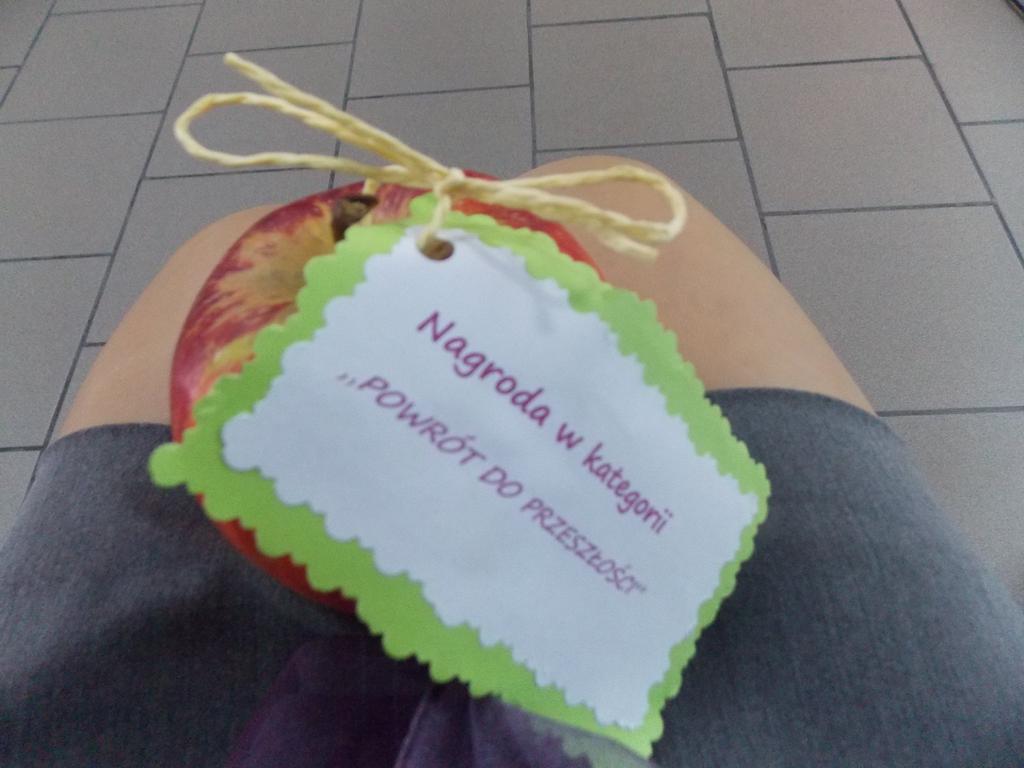 Nagroda w kategorii
,,POWRÓT DO PRZESZŁOŚCI"